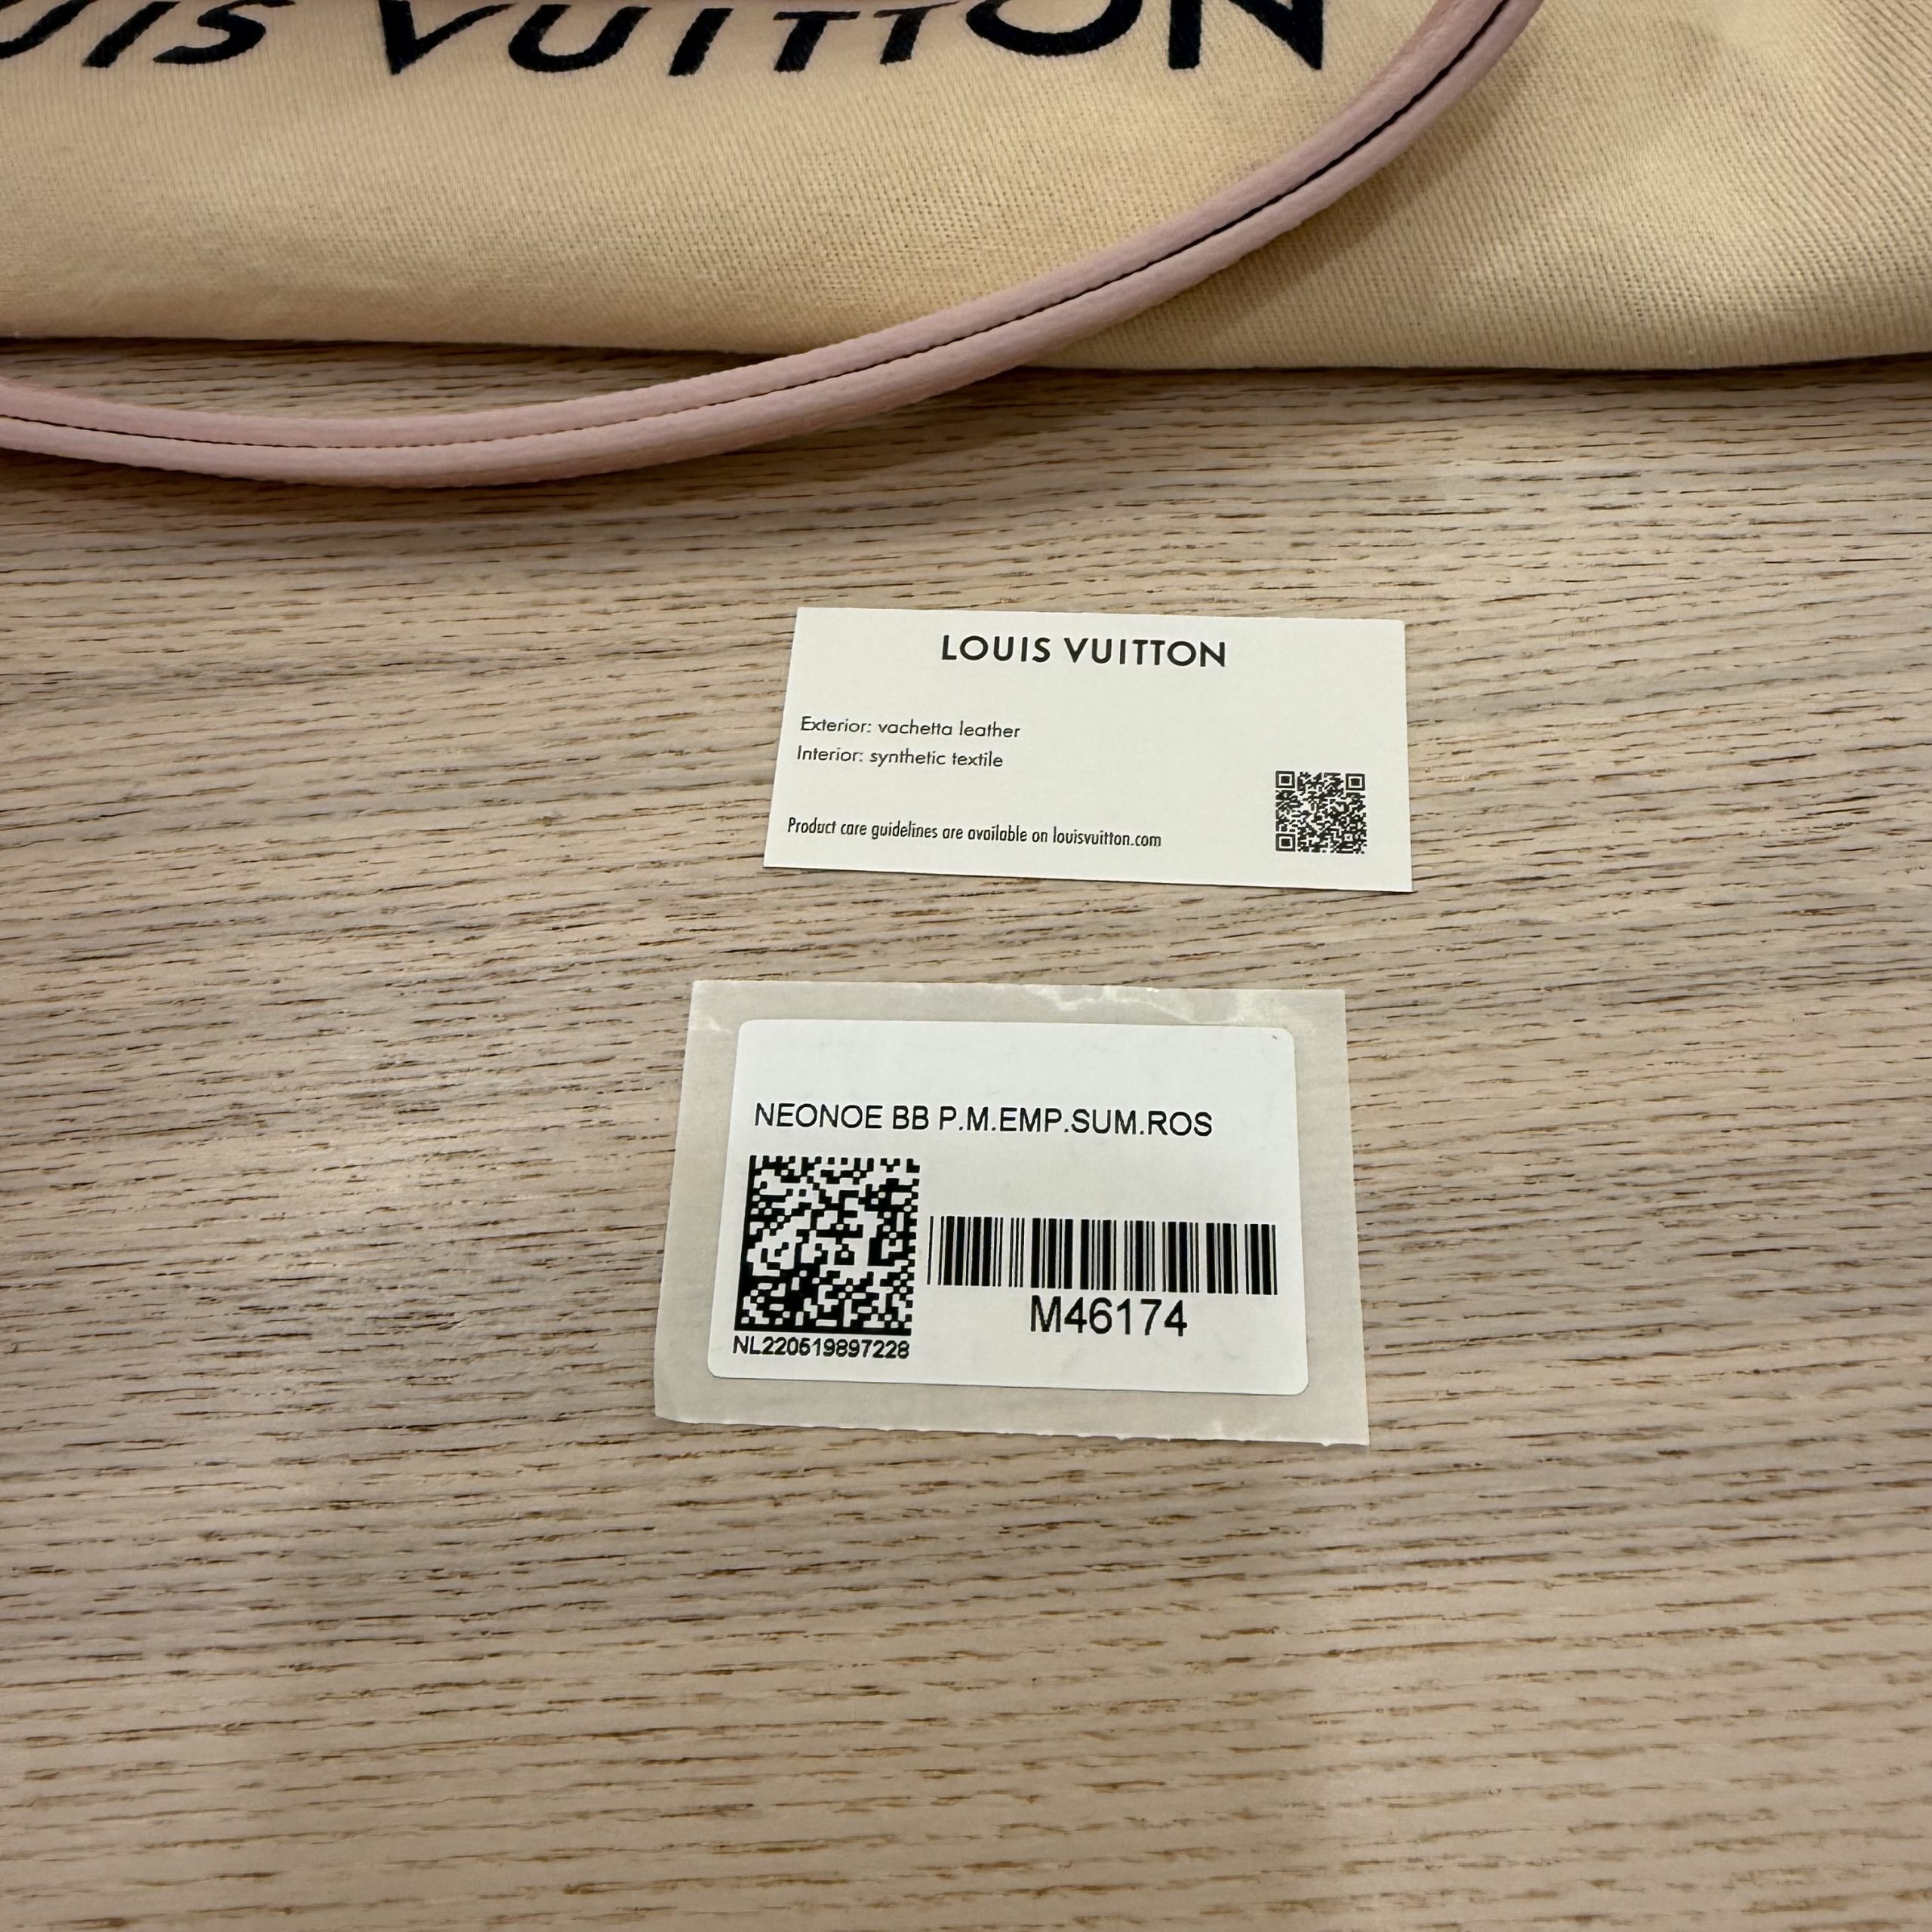 UIS VUITTON
LOUIS VUITTON
Exterior: vachetta leather
Interior: synthetic textile
Product care guidelines are available on louisvuitton.com
NEONOE BB P.M.EMP.SUM.ROS
M46174
NL220519897228